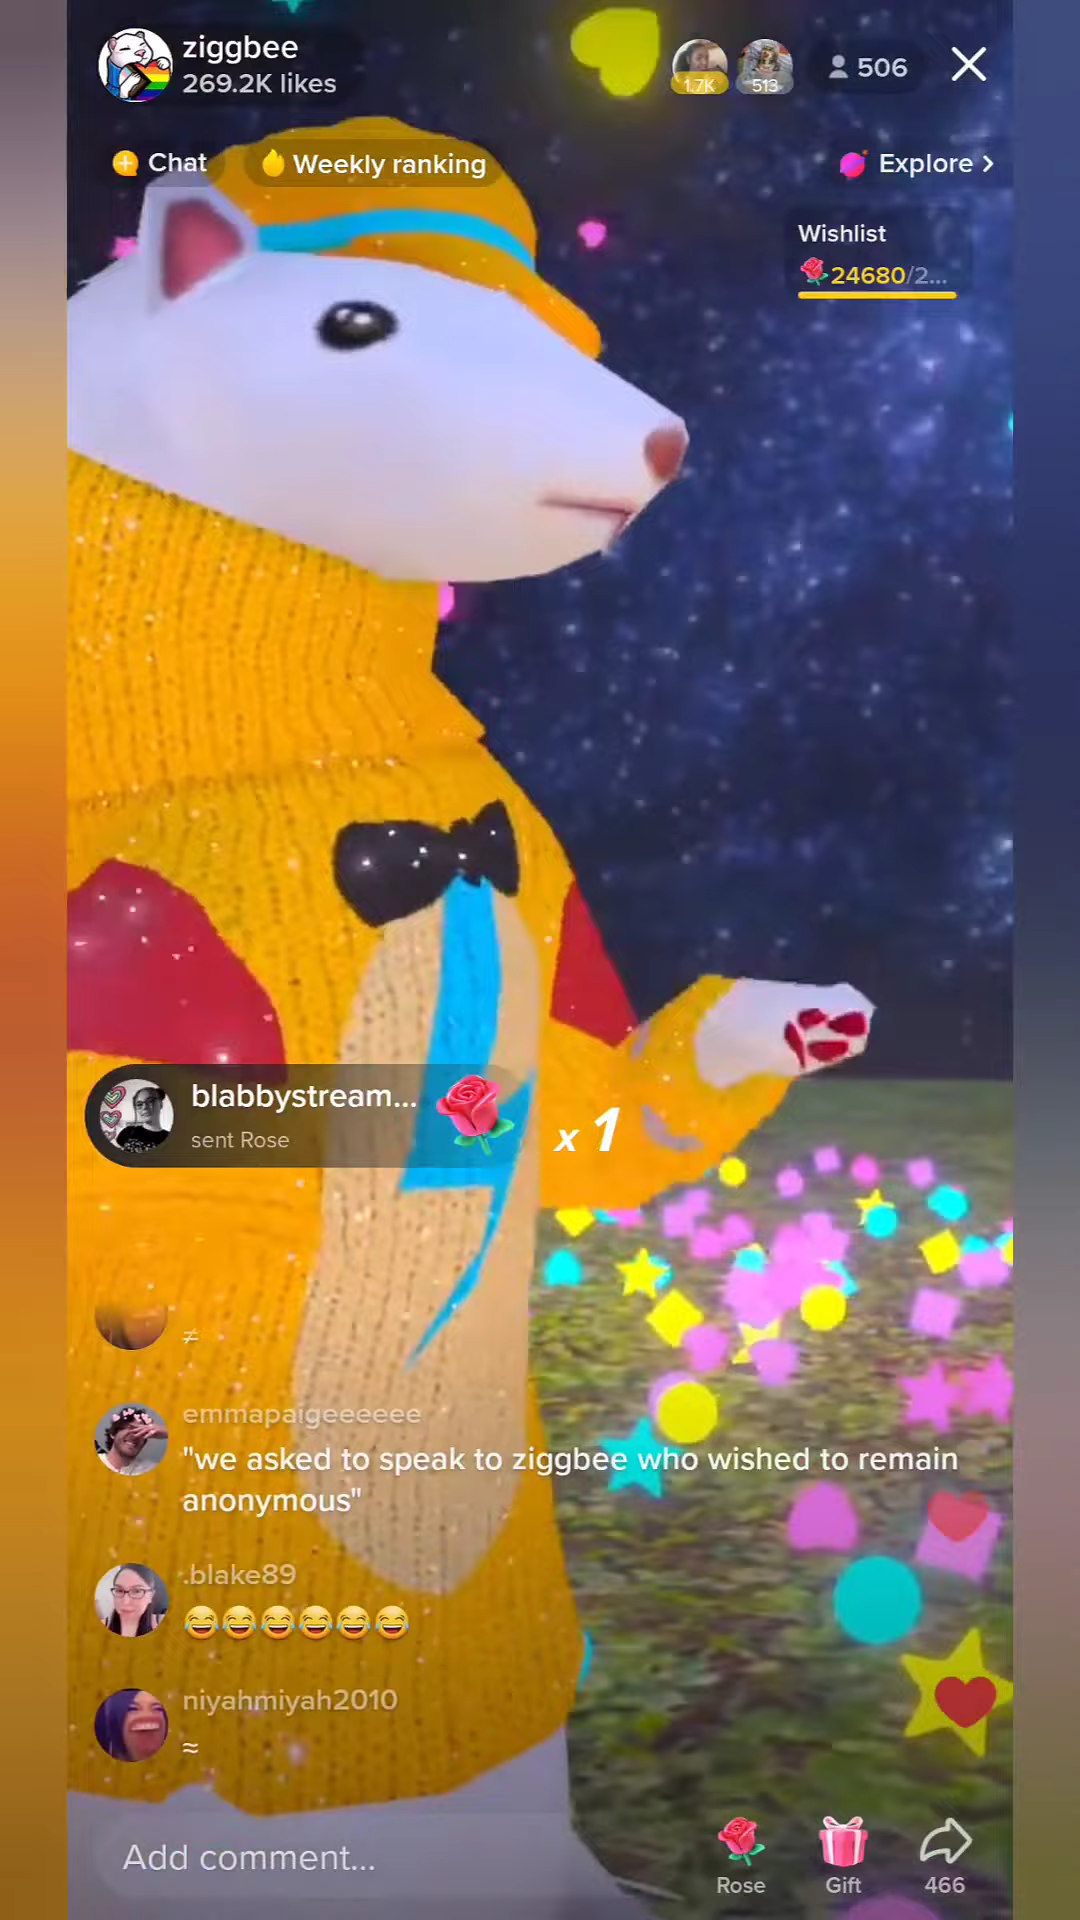 ziggbee
269.2K likes
1.7K
513
506
Chat
Weekly ranking
Explore >
Wishlist
24680/2...
blabbystream...
sent Rose
x 1
≠
emmapaigeeeeee
"we asked to speak to ziggbee who wished to remain
anonymous"
.blake89
😂😂😂😂😂😂
niyahmiyah2010
≈
Add comment...
Rose
Gift
466